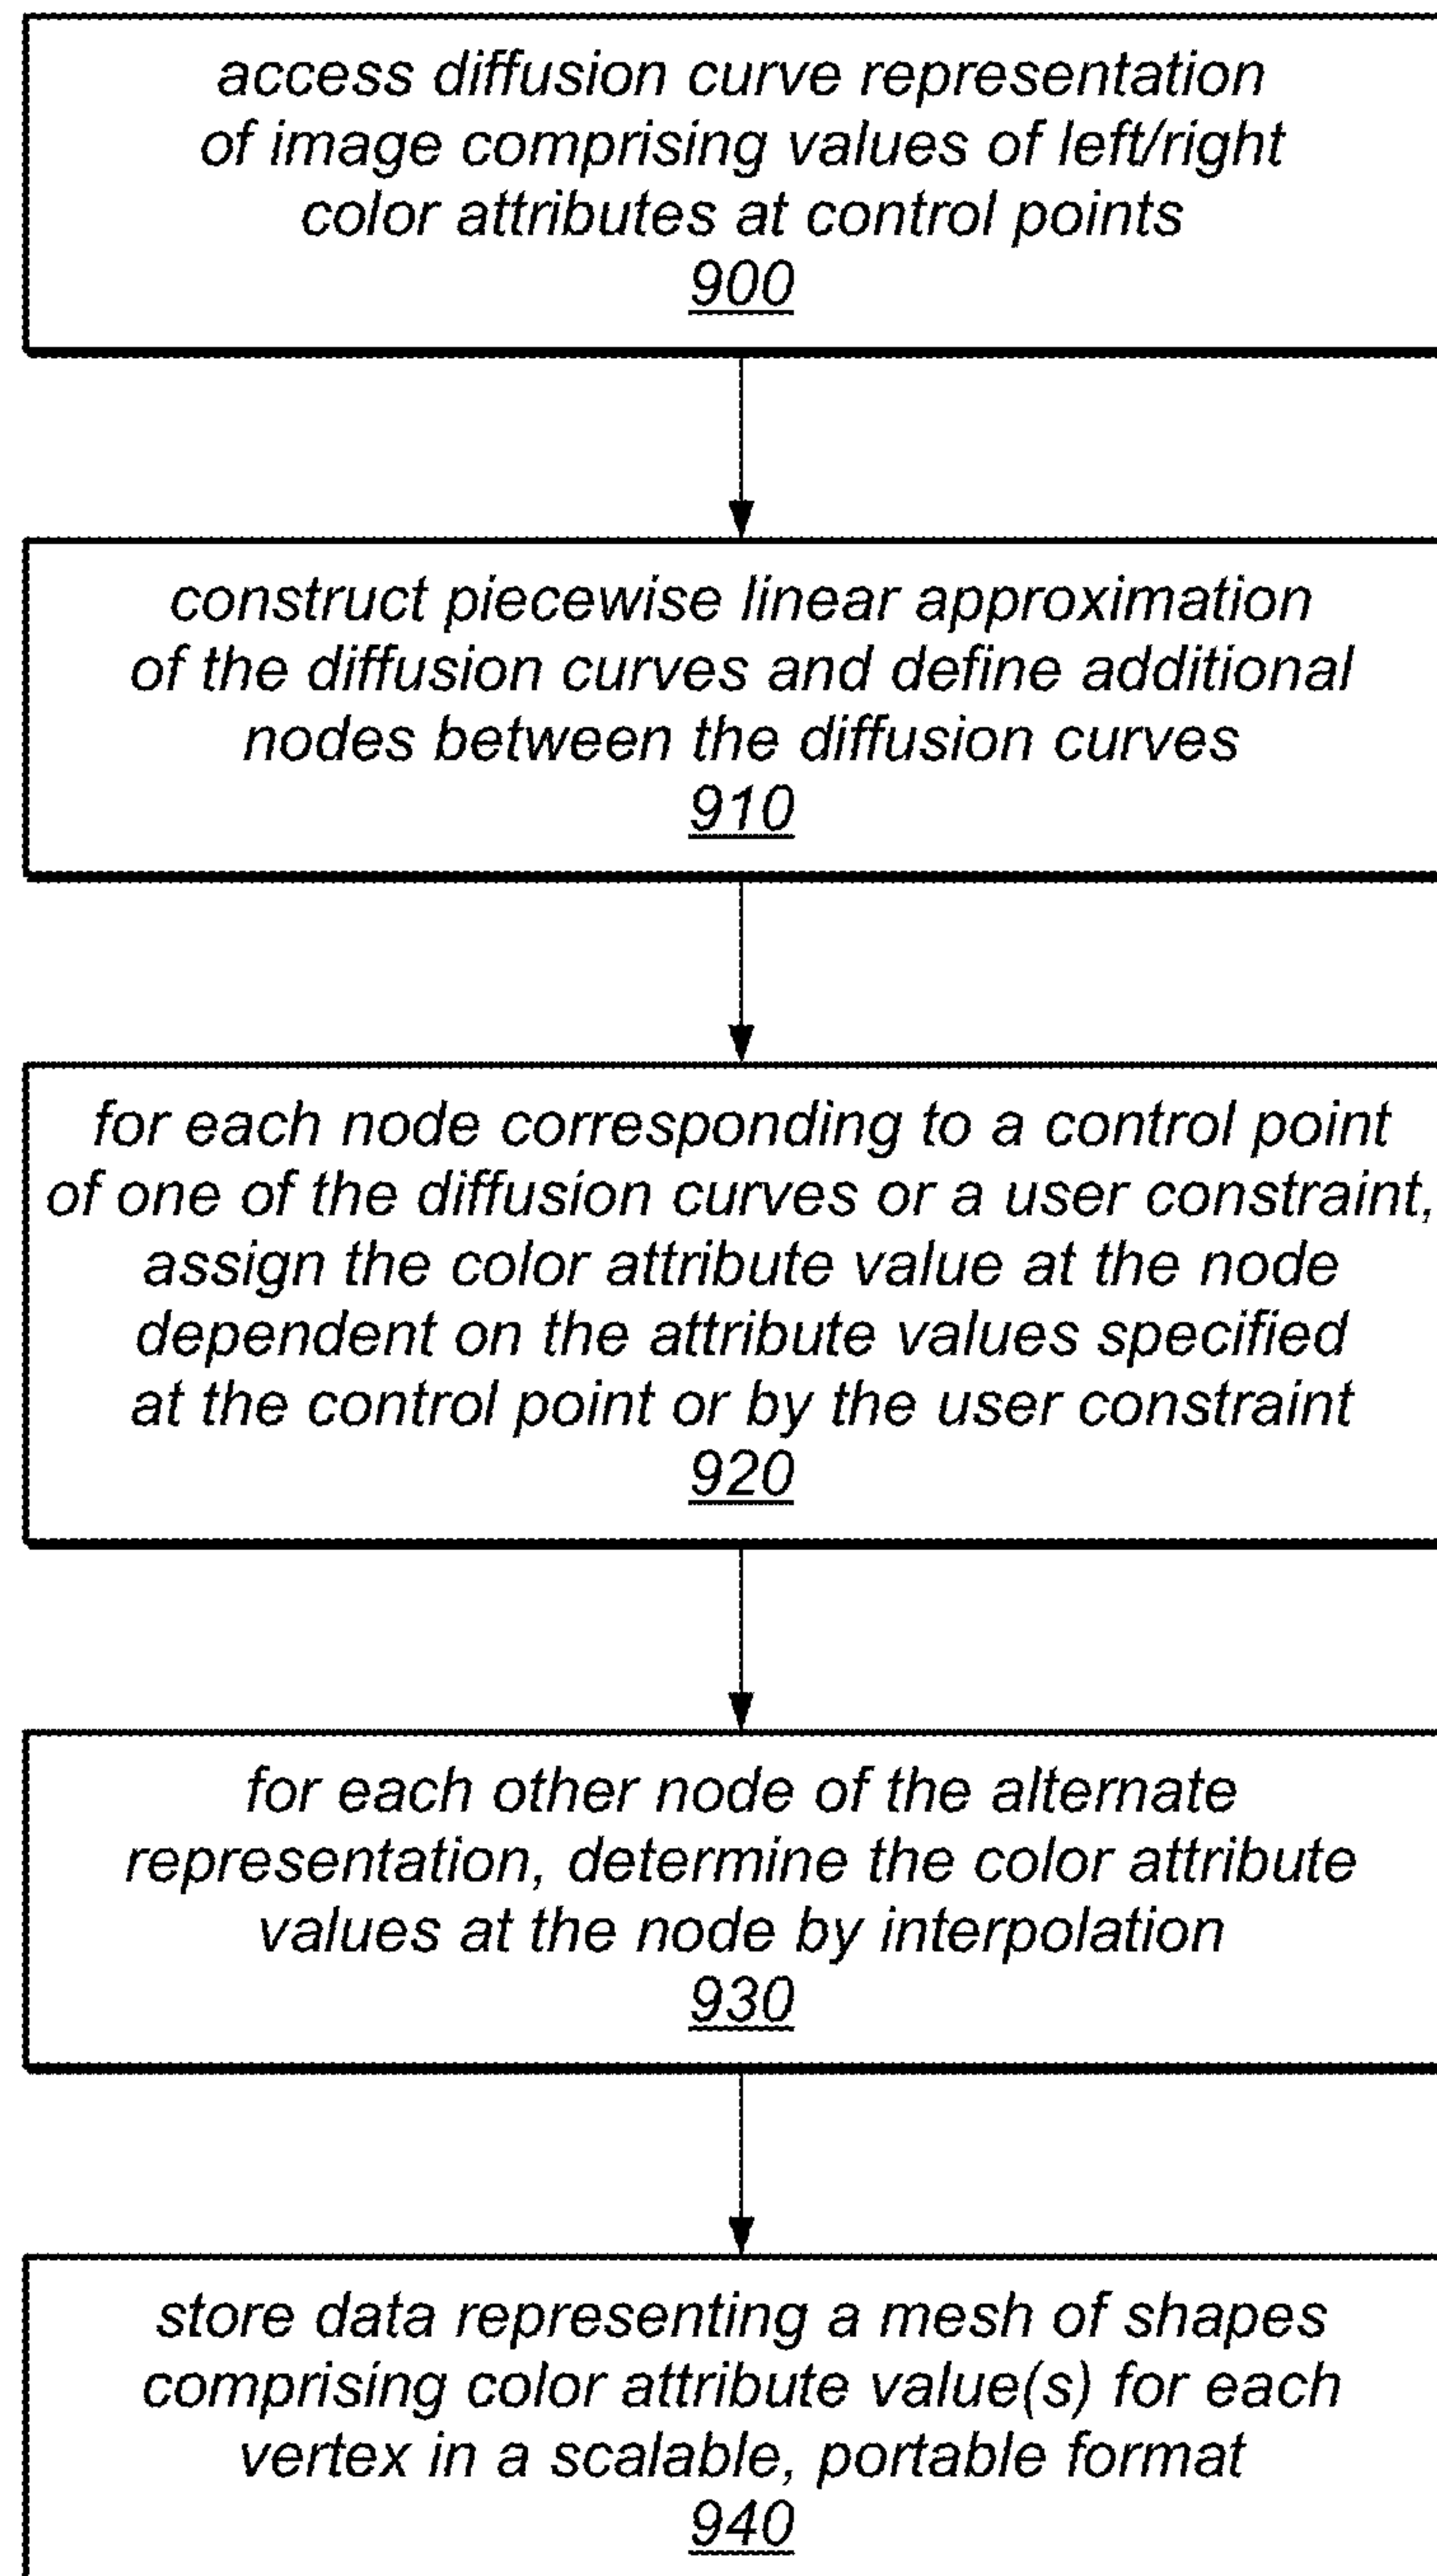 access diffusion curve representation
of image comprising values of left/right
color attributes at control points
900
construct piecewise linear approximation
of the diffusion curves and define additional
nodes between the diffusion curves
910
for each node corresponding to a control point
of one of the diffusion curves or a user constraint,
assign the color attribute value at the node
dependent on the attribute values specified
at the control point or by the user constraint
920
for each other node of the alternate
representation, determine the color attribute
values at the node by interpolation
930
store data representing a mesh of shapes
comprising color attribute value(s) for each
vertex in a scalable, portable format
940